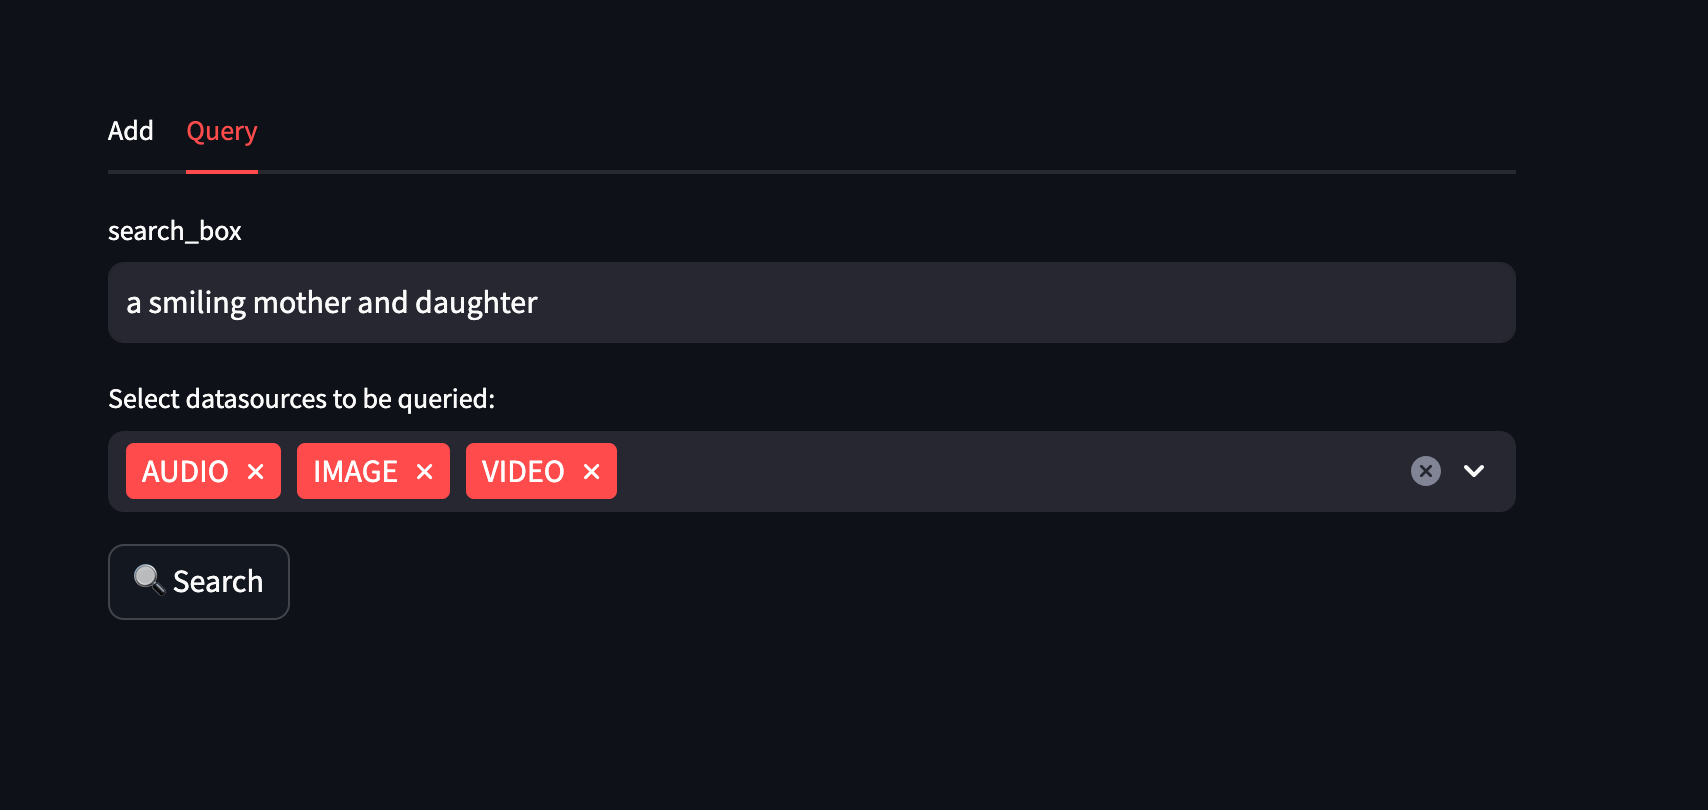 Add Query
search_box
a smiling mother and daughter
Select datasources to be queried:
AUDIO IMAGE VIDEO
Search